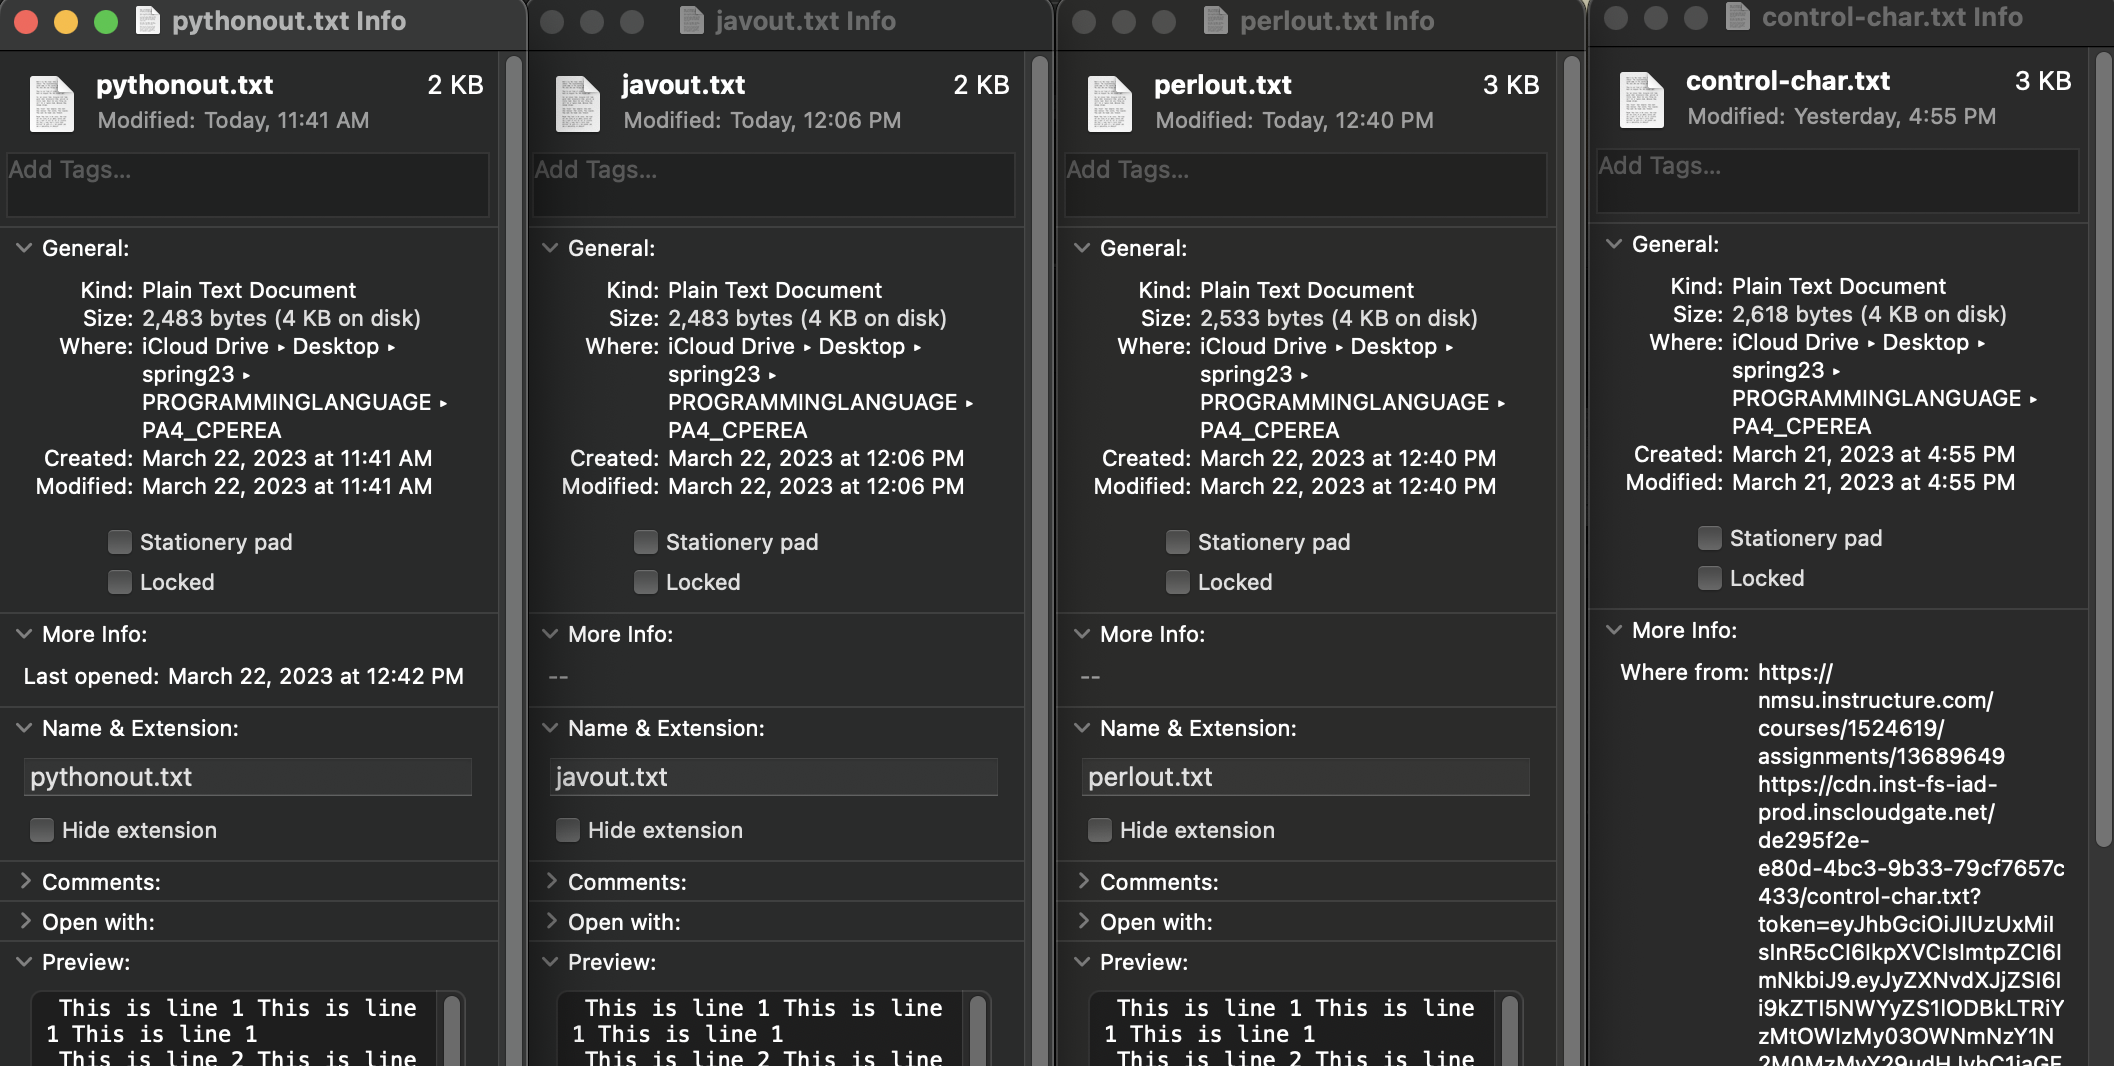 pythonout.txt Info
pythonout.txt 2 KB
Modified: Today, 11:41 AM
Add Tags...
General:
Kind: Plain Text Document
Size: 2,483 bytes (4 KB on disk)
Where: iCloud Drive ▸ Desktop ▸
spring23 ▸
PROGRAMMINGLANGUAGE ▸
PA4_CPEREA
Created: March 22, 2023 at 11:41 AM
Modified: March 22, 2023 at 11:41 AM
Stationery pad
Locked
More Info:
Last opened: March 22, 2023 at 12:42 PM
Name & Extension:
pythonout.txt
Hide extension
Comments:
Open with:
Preview:
This is line 1 This is line
1 This is line 1
This is line 2 This is line
javout.txt Info
javout.txt 2 KB
Modified: Today, 12:06 PM
Add Tags...
General:
Kind: Plain Text Document
Size: 2,483 bytes (4 KB on disk)
Where: iCloud Drive ▸ Desktop ▸
spring23 ▸
PROGRAMMINGLANGUAGE ▸
PA4_CPEREA
Created: March 22, 2023 at 12:06 PM
Modified: March 22, 2023 at 12:06 PM
Stationery pad
Locked
More Info:
--
Name & Extension:
javout.txt
Hide extension
Comments:
Open with:
Preview:
This is line 1 This is line
1 This is line 1
This is line 2 This is line
perlout.txt Info
perlout.txt 3 KB
Modified: Today, 12:40 PM
Add Tags...
General:
Kind: Plain Text Document
Size: 2,533 bytes (4 KB on disk)
Where: iCloud Drive ▸ Desktop ▸
spring23 ▸
PROGRAMMINGLANGUAGE ▸
PA4_CPEREA
Created: March 22, 2023 at 12:40 PM
Modified: March 22, 2023 at 12:40 PM
Stationery pad
Locked
More Info:
--
Name & Extension:
perlout.txt
Hide extension
Comments:
Open with:
Preview:
This is line 1 This is line
1 This is line 1
This is line 2 This is line
control-char.txt Info
control-char.txt 3 KB
Modified: Yesterday, 4:55 PM
Add Tags...
General:
Kind: Plain Text Document
Size: 2,618 bytes (4 KB on disk)
Where: iCloud Drive ▸ Desktop ▸
spring23 ▸
PROGRAMMINGLANGUAGE ▸
PA4_CPEREA
Created: March 21, 2023 at 4:55 PM
Modified: March 21, 2023 at 4:55 PM
Stationery pad
Locked
More Info:
Where from: https://
nmsu.instructure.com/
courses/1524619/
assignments/13689649
https://cdn.inst-fs-iad-
prod.inscloudgate.net/
de295f2e-
e80d-4bc3-9b33-79cf7657c
433/control-char.txt?
token=eyJhbGciOiJIUzUxMiI
sInR5cCI6IkpXVCIsImtpZCI6I
mNkbiJ9.eyJyZXNvdXJjZSI6I
i9kZTI5NWYyZS1lODBkLTRiY
zMtOWIzMy03OWNmNzY1N